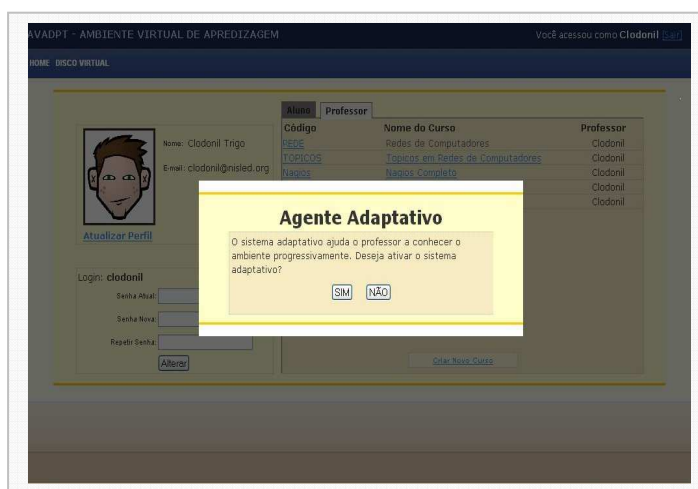 AVADPT - AMBIENTE VIRTUAL DE APREDIZAGEM
Você acessou como Clodonil [Sair]
HOME DISCO VIRTUAL
Aluno Professor
Nome: Clodonil Trigo
E-mail: clodonil@nisled.org
Atualizar Perfil
Código Nome do Curso Professor
REDE Redes de Computadores Clodonil
TOPICOS Topicos em Redes de Computadores Clodonil
Nagios Nagios Completo Clodonil
Clodonil
Clodonil
Agente Adaptativo
O sistema adaptativo ajuda o professor a conhecer o
ambiente progressivamente. Deseja ativar o sistema
adaptativo?
SIM NÃO
Login: clodonil
Senha Atual:
Senha Nova:
Repetir Senha:
Alterar
Criar Novo Curso